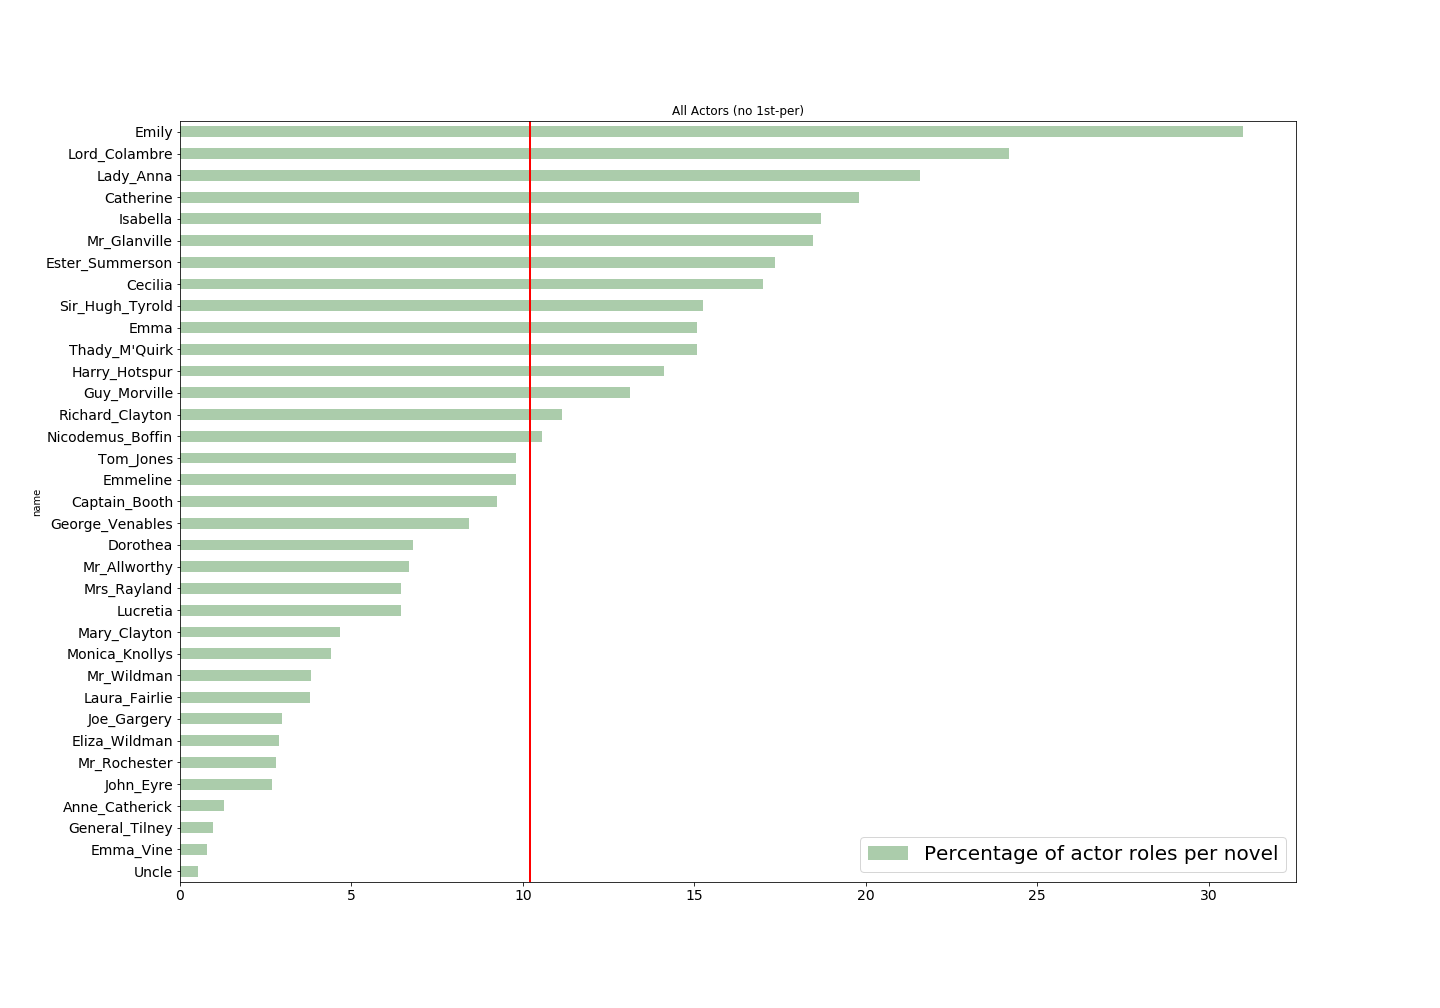 All Actors (no 1st-per)
Emily
Lord_Colambre
Lady_Anna
Catherine
Isabella
Mr_Glanville
Ester_Summerson
Cecilia
Sir_Hugh_Tyrold
Emma
Thady_M'Quirk
Harry_Hotspur
Guy_Morville
Richard_Clayton
Nicodemus_Boffin
Tom_Jones
Emmeline
Captain_Booth
name
George_Venables
Dorothea
Mr_Allworthy
Mrs_Rayland
Lucretia
Mary_Clayton
Monica_Knollys
Mr_Wildman
Laura_Fairlie
Joe_Gargery
Eliza_Wildman
Mr_Rochester
John_Eyre
Anne_Catherick
General_Tilney
Emma_Vine
Uncle
Percentage of actor roles per novel
0 5 10 15 20 25 30